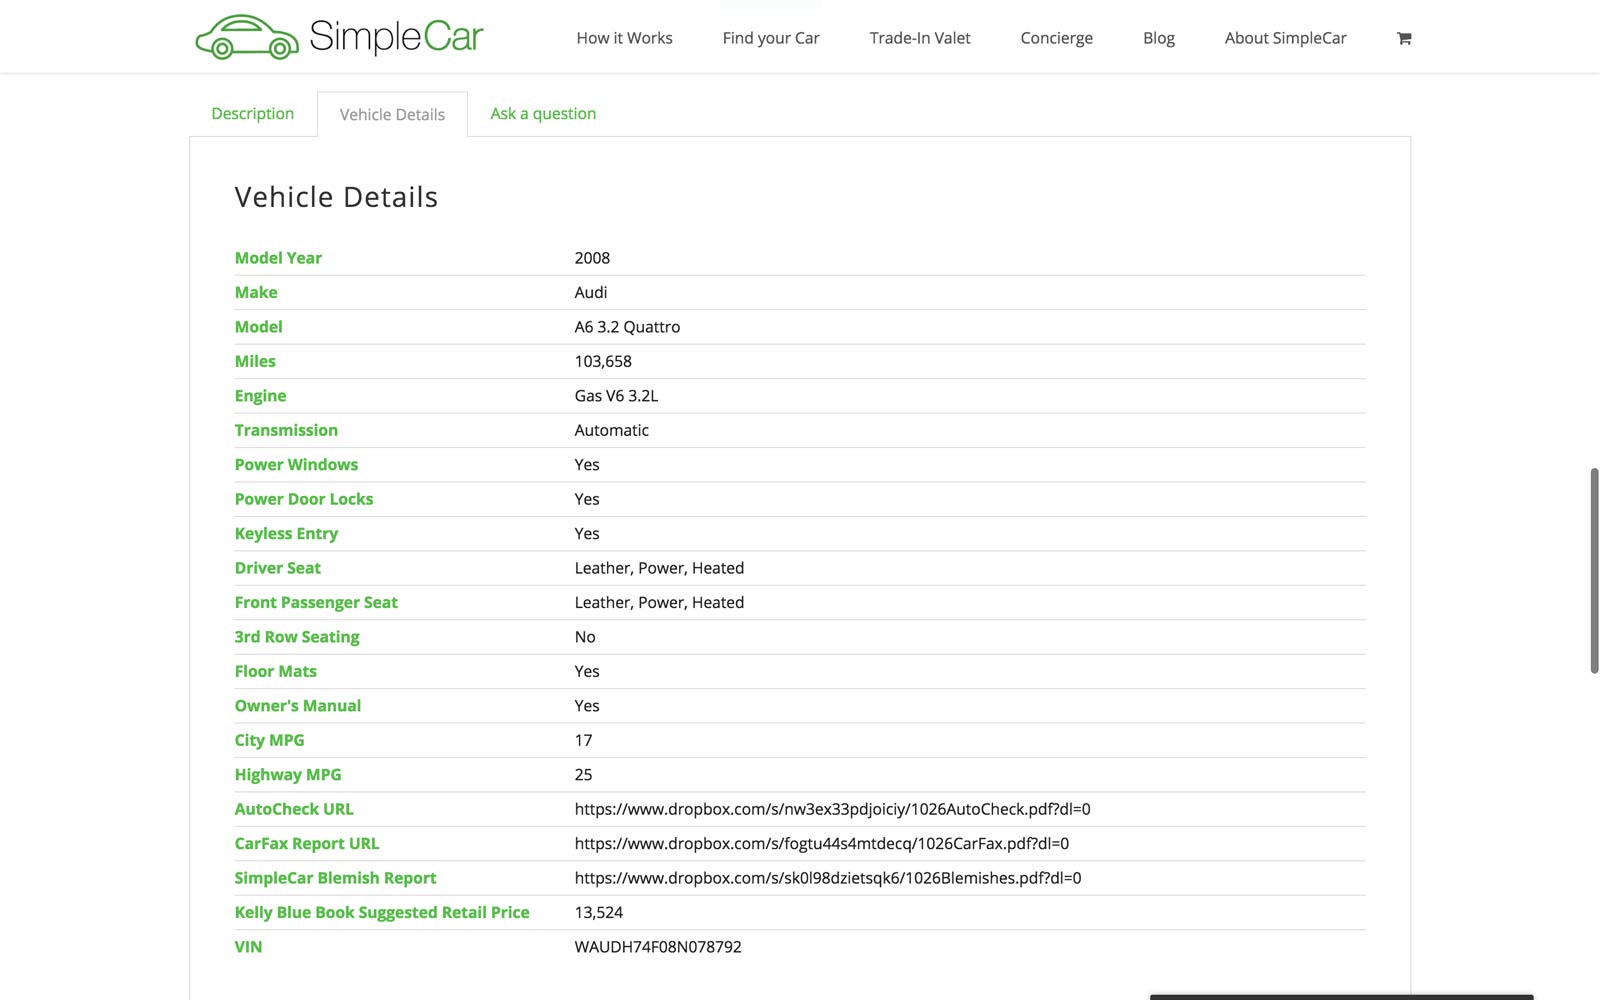 SimpleCar
How it Works Find your Car Trade-In Valet Concierge Blog About SimpleCar
Description Vehicle Details Ask a question
Vehicle Details
Model Year 2008
Make Audi
Model A6 3.2 Quattro
Miles 103,658
Engine Gas V6 3.2L
Transmission Automatic
Power Windows Yes
Power Door Locks Yes
Keyless Entry Yes
Driver Seat Leather, Power, Heated
Front Passenger Seat Leather, Power, Heated
3rd Row Seating No
Floor Mats Yes
Owner's Manual Yes
City MPG 17
Highway MPG 25
AutoCheck URL https://www.dropbox.com/s/nw3ex33pdjoiciy/1026AutoCheck.pdf?dl=0
CarFax Report URL https://www.dropbox.com/s/fogtu44s4mtdecq/1026CarFax.pdf?dl=0
SimpleCar Blemish Report https://www.dropbox.com/s/sk0l98dzietsqk6/1026Blemishes.pdf?dl=0
Kelly Blue Book Suggested Retail Price 13,524
VIN WAUDH74F08N078792